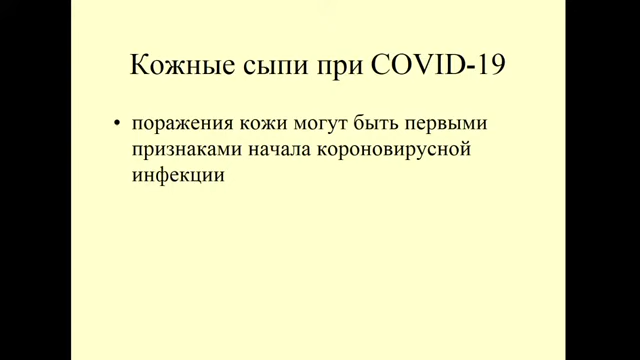 Кожные сыпи при COVID-19
• поражения кожи могут быть первыми
признаками начала короновирусной
инфекции